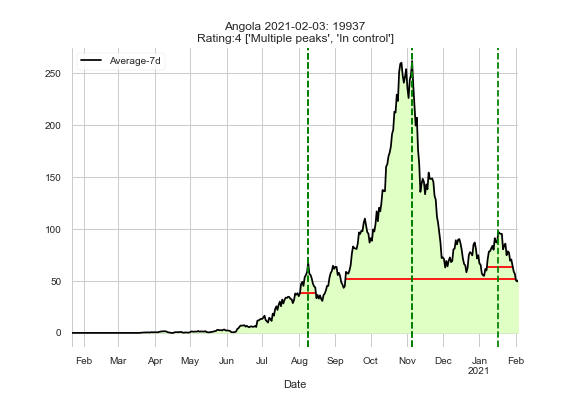 Angola 2021-02-03: 19937
Rating:4 ['Multiple peaks', 'In control']
Average-7d
250
200
150
100
50
0
Feb Mar Apr May Jun Jul Aug Sep Oct Nov Dec Jan Feb
2021
Date